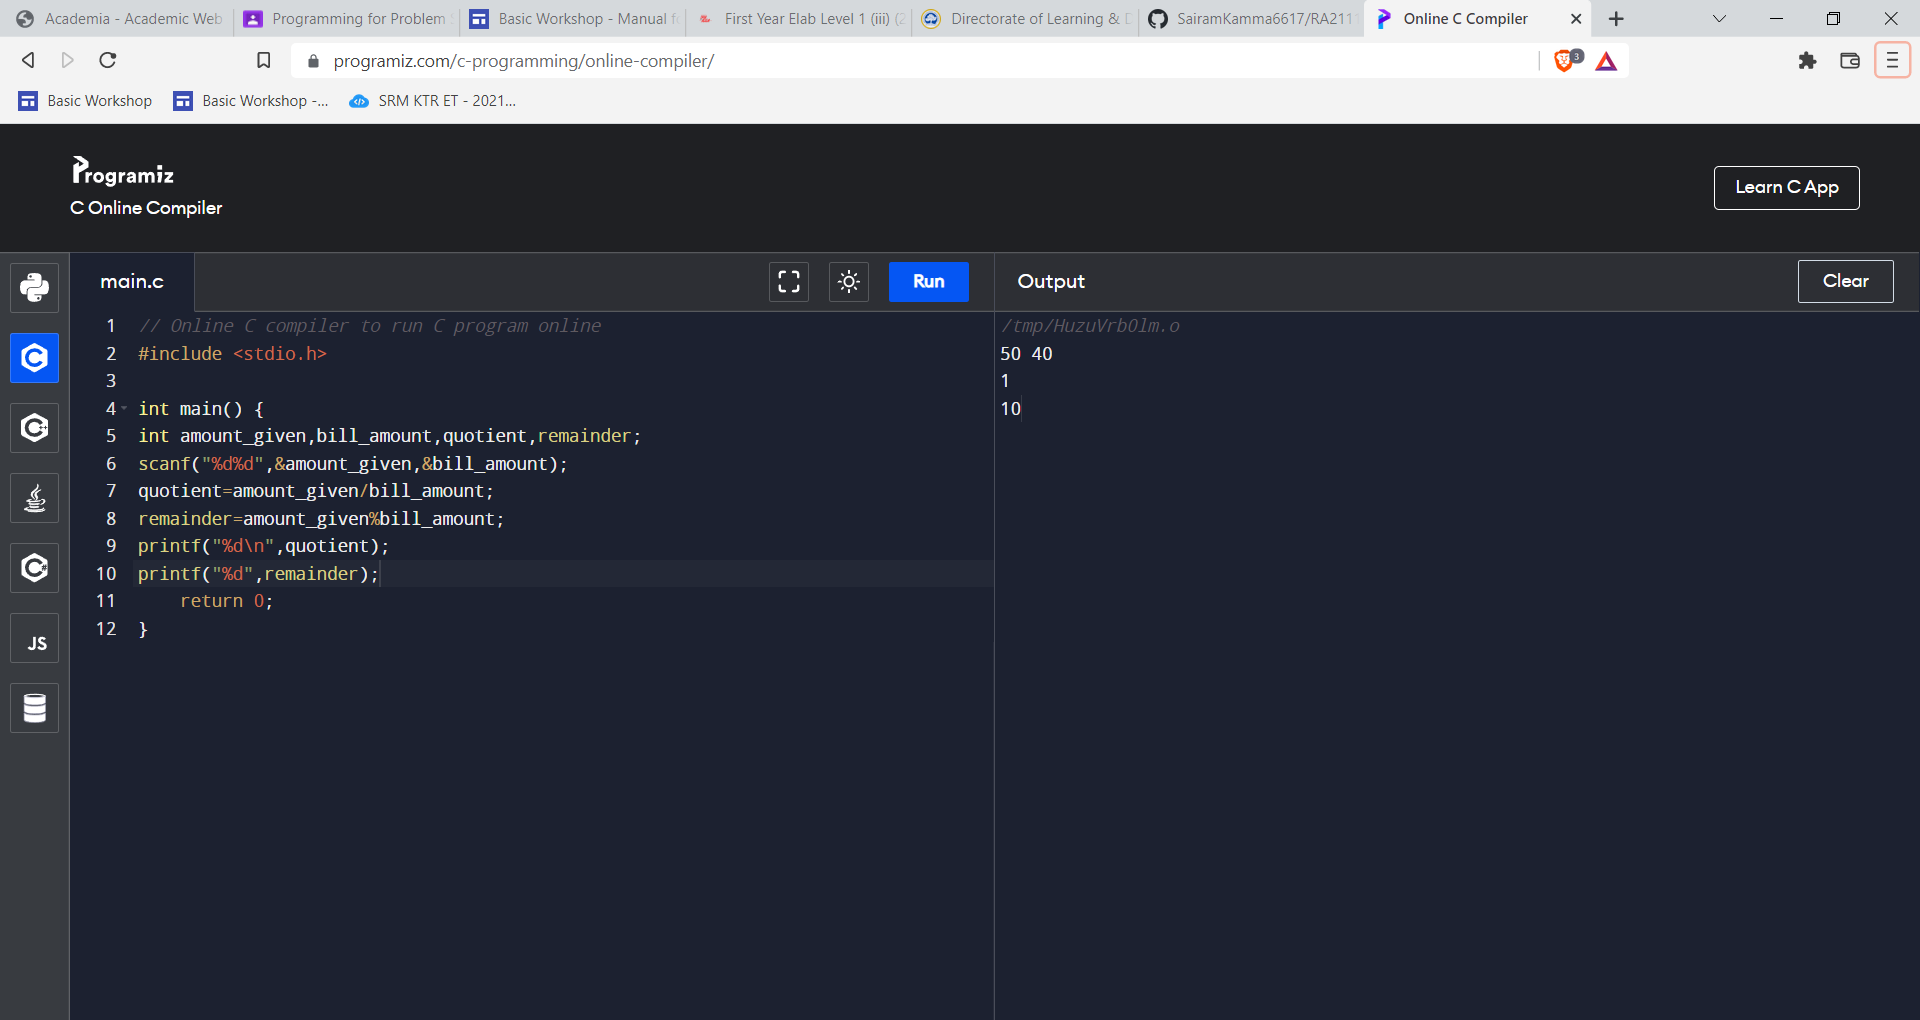 Academia - Academic Web
Programming for Problem
Basic Workshop - Manual f
First Year Elab Level 1 (iii) (2
Directorate of Learning & D
SairamKamma6617/RA2111
Online C Compiler
programiz.com/c-programming/online-compiler/
3
Basic Workshop
Basic Workshop -...
SRM KTR ET - 2021...
Programiz
C Online Compiler
Learn C App
main.c
Run
Output
Clear
1 // Online C compiler to run C program online
2 #include <stdio.h>
3
4 int main() {
5 int amount_given,bill_amount,quotient,remainder;
6 scanf("%d%d",&amount_given,&bill_amount);
7 quotient=amount_given/bill_amount;
8 remainder=amount_given%bill_amount;
9 printf("%d\n",quotient);
10 printf("%d",remainder);
11     return 0;
12 }
/tmp/HuzuVrbOlm.o
50 40
1
10
JS